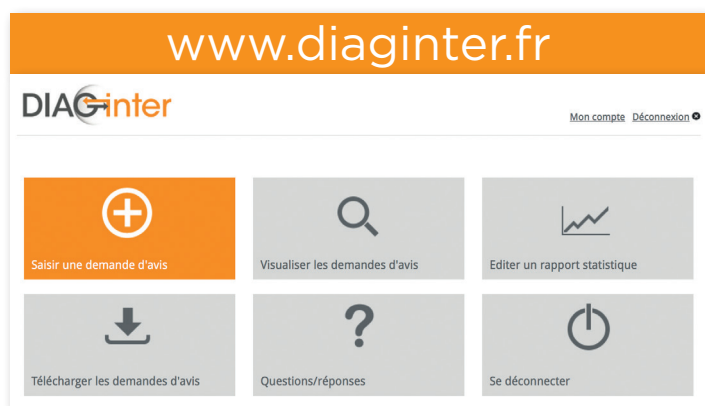 www.diaginter.fr
DIAGinter
Mon compte Déconnexion
Saisir une demande d'avis
Visualiser les demandes d'avis
Editer un rapport statistique
Télécharger les demandes d'avis
Questions/réponses
Se déconnecter